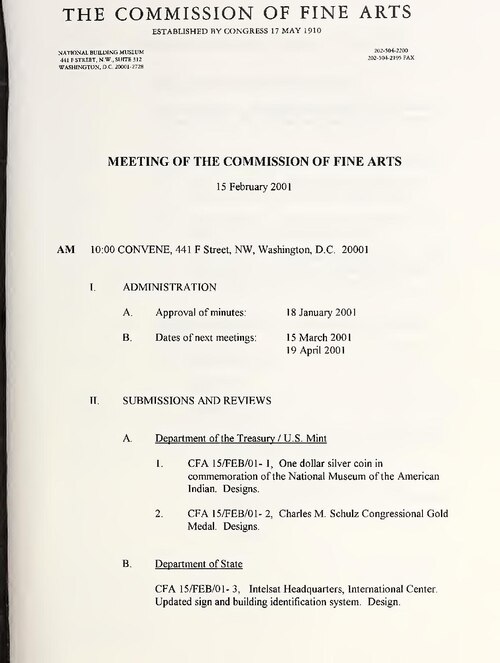 THE COMMISSION OF FINE ARTS
ESTABLISHED BY CONGRESS 17 MAY 1910
NATIONAL BUILDING MUSEUM
441 F STREET, N.W., SUITE 312
WASHINGTON, D.C. 20001-2728
202-504-2200
202-504-2195 FAX
MEETING OF THE COMMISSION OF FINE ARTS
15 February 2001
AM 10:00 CONVENE, 441 F Street, NW, Washington, D.C. 20001
I. ADMINISTRATION
A. Approval of minutes: 18 January 2001
B. Dates of next meetings: 15 March 2001
19 April 2001
II. SUBMISSIONS AND REVIEWS
A. Department of the Treasury / U.S. Mint
1. CFA 15/FEB/01- 1, One dollar silver coin in
commemoration of the National Museum of the American
Indian. Designs.
2. CFA 15/FEB/01- 2, Charles M. Schulz Congressional Gold
Medal. Designs.
B. Department of State
CFA 15/FEB/01- 3, Intelsat Headquarters, International Center.
Updated sign and building identification system. Design.